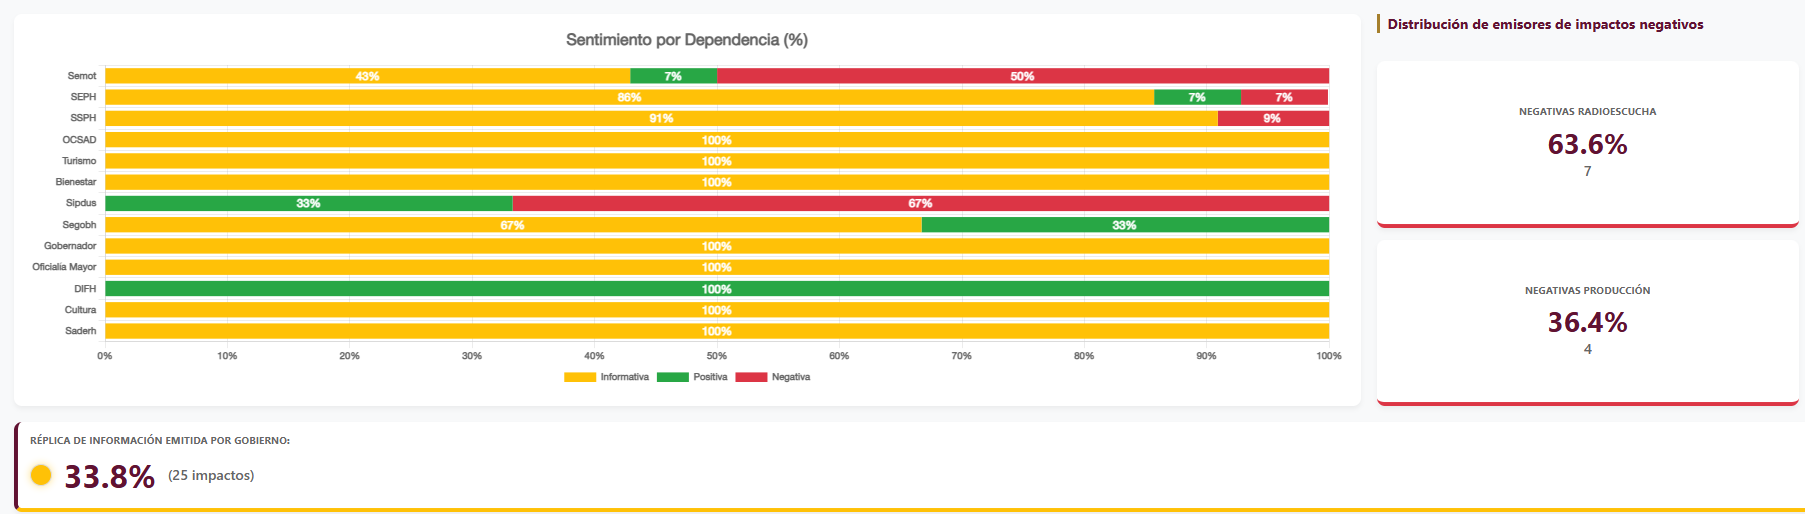 Sentimiento por Dependencia (%)
Semot 43% 7% 50%
SEPH 86% 7% 7%
SSPH 91% 9%
OCSAD 100%
Turismo 100%
Bienestar 100%
Sipdus 33% 67%
Segobh 67% 33%
Gobernador 100%
Oficialía Mayor 100%
DIFH 100%
Cultura 100%
Saderh 100%
0% 10% 20% 30% 40% 50% 60% 70% 80% 90% 100%
Informativa Positiva Negativa
Distribución de emisores de impactos negativos
NEGATIVAS RADIOESCUCHA
63.6%
7
NEGATIVAS PRODUCCIÓN
36.4%
4
RÉPLICA DE INFORMACIÓN EMITIDA POR GOBIERNO:
33.8% (25 impactos)